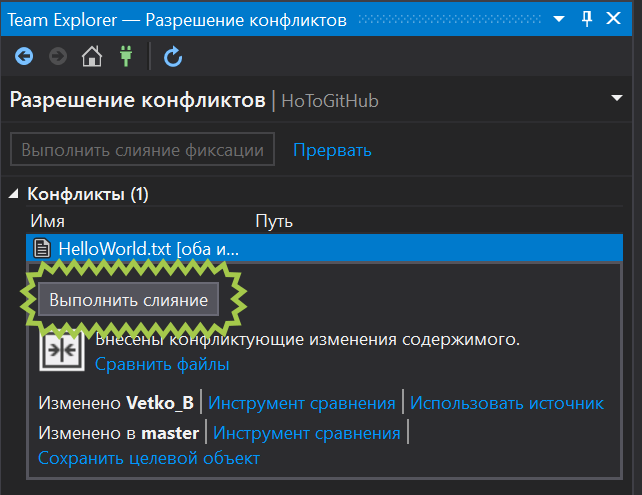 Team Explorer — Разрешение конфликтов
Разрешение конфликтов | HoToGitHub
Выполнить слияние фиксации Прервать
Конфликты (1)
Имя Путь
HelloWorld.txt [оба и...
Выполнить слияние
Внесены конфликтующие изменения содержимого.
Сравнить файлы
Изменено Vetko_B | Инструмент сравнения | Использовать источник
Изменено в master | Инструмент сравнения |
Сохранить целевой объект